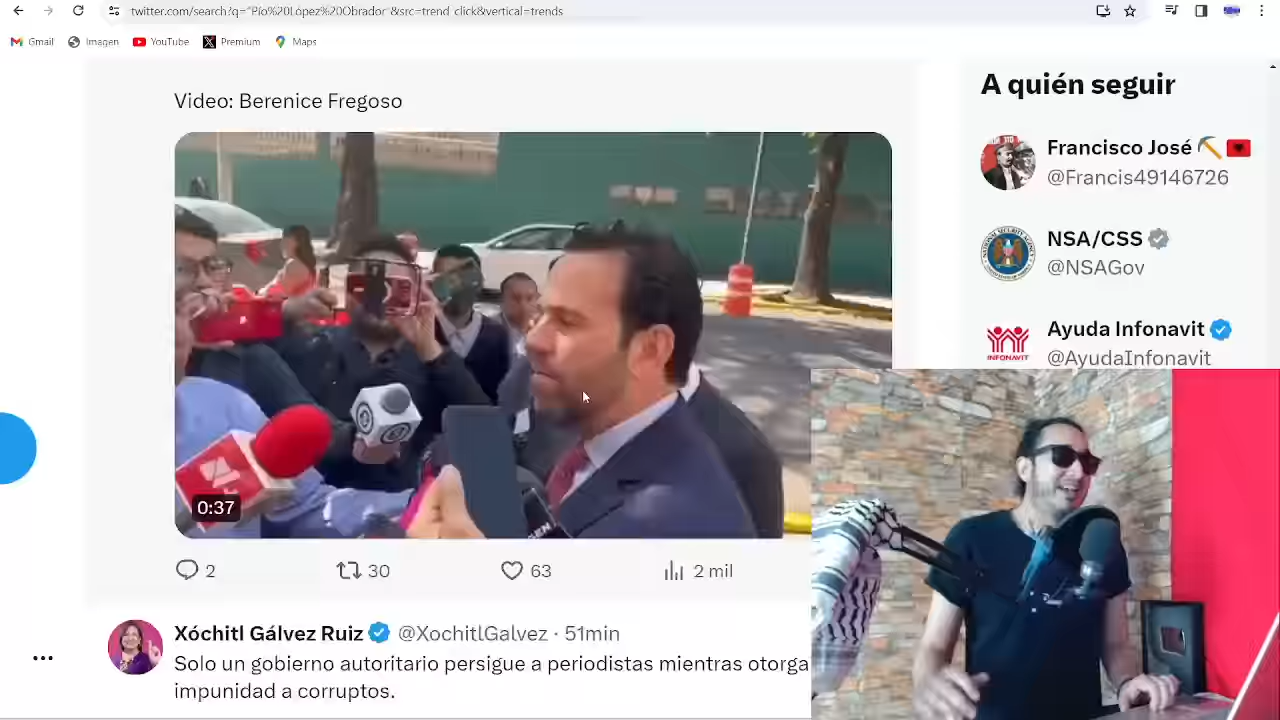 twitter.com/search?q="Pío%20López%20Obrador"&src=trend_click&vertical=trends
Gmail
Imagen
YouTube
Premium
Maps
Video: Berenice Fregoso
0:37
2
30
63
2 mil
Xóchitl Gálvez Ruiz @XochitlGalvez · 51min
Solo un gobierno autoritario persigue a periodistas mientras otorga
impunidad a corruptos.
A quién seguir
Francisco José
@Francis49146726
NSA/CSS
@NSAGov
Ayuda Infonavit
@AyudaInfonavit
INFONAVIT